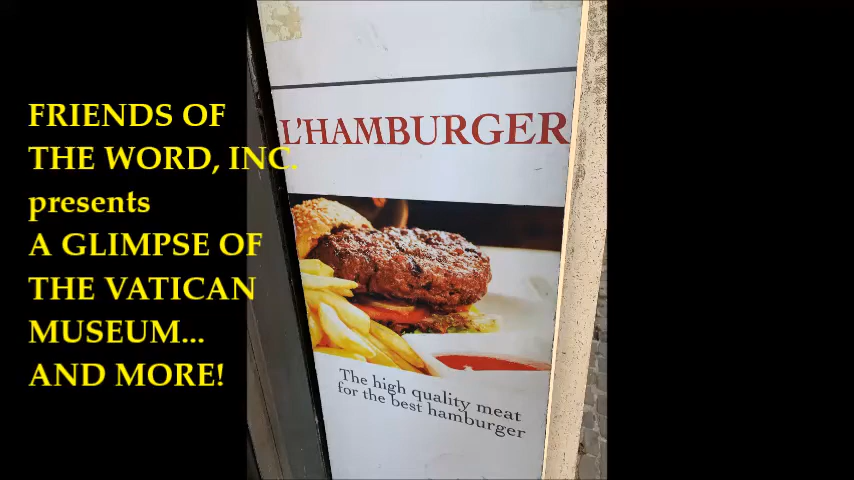 FRIENDS OF
THE WORD, INC.
presents
A GLIMPSE OF
THE VATICAN
MUSEUM...
AND MORE!
L'HAMBURGER
The high quality meat
for the best hamburger